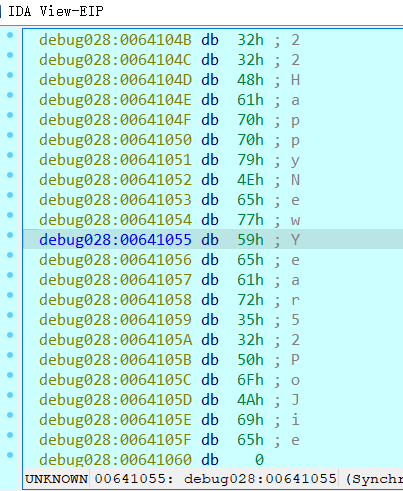 IDA View-EIP
debug028:0064104B db 32h ; 2
debug028:0064104C db 32h ; 2
debug028:0064104D db 48h ; H
debug028:0064104E db 61h ; a
debug028:0064104F db 70h ; p
debug028:00641050 db 70h ; p
debug028:00641051 db 79h ; y
debug028:00641052 db 4Eh ; N
debug028:00641053 db 65h ; e
debug028:00641054 db 77h ; w
debug028:00641055 db 59h ; Y
debug028:00641056 db 65h ; e
debug028:00641057 db 61h ; a
debug028:00641058 db 72h ; r
debug028:00641059 db 35h ; 5
debug028:0064105A db 32h ; 2
debug028:0064105B db 50h ; P
debug028:0064105C db 6Fh ; o
debug028:0064105D db 4Ah ; J
debug028:0064105E db 69h ; i
debug028:0064105F db 65h ; e
debug028:00641060 db 0
UNKNOWN 00641055: debug028:00641055 (Synchr